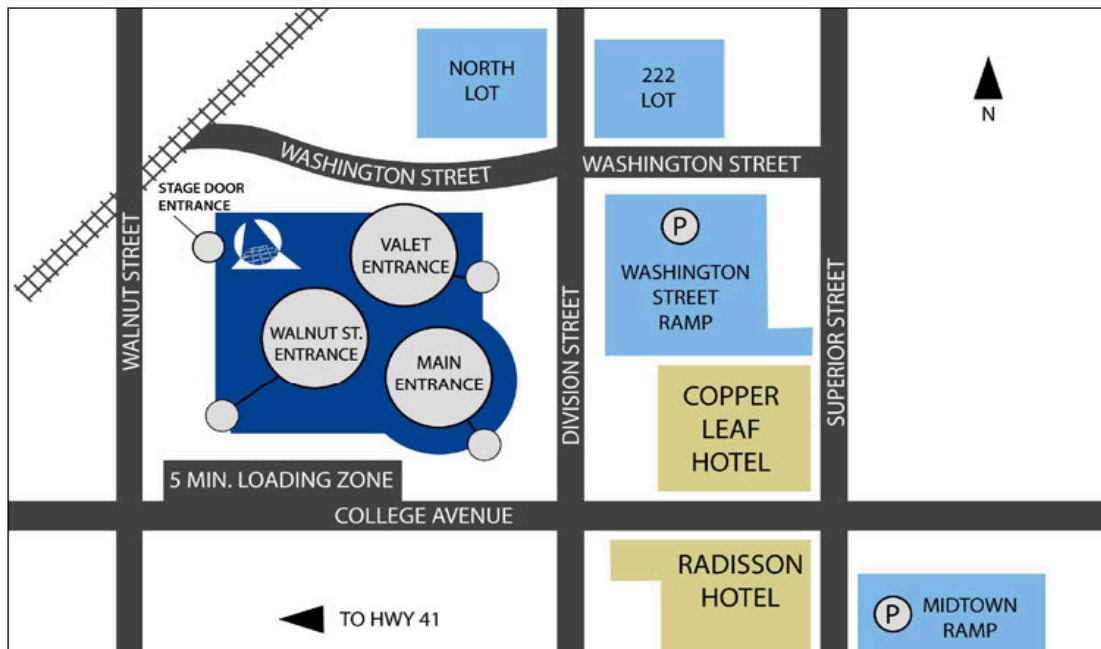 NORTH
LOT
222
LOT
N
WASHINGTON STREET
WASHINGTON STREET
STAGE DOOR
ENTRANCE
VALET
ENTRANCE
P
WASHINGTON
STREET
RAMP
WALNUT STREET
WALNUT ST.
ENTRANCE
MAIN
ENTRANCE
DIVISION STREET
SUPERIOR STREET
COPPER
LEAF
HOTEL
5 MIN. LOADING ZONE
COLLEGE AVENUE
RADISSON
HOTEL
TO HWY 41
P
MIDTOWN
RAMP